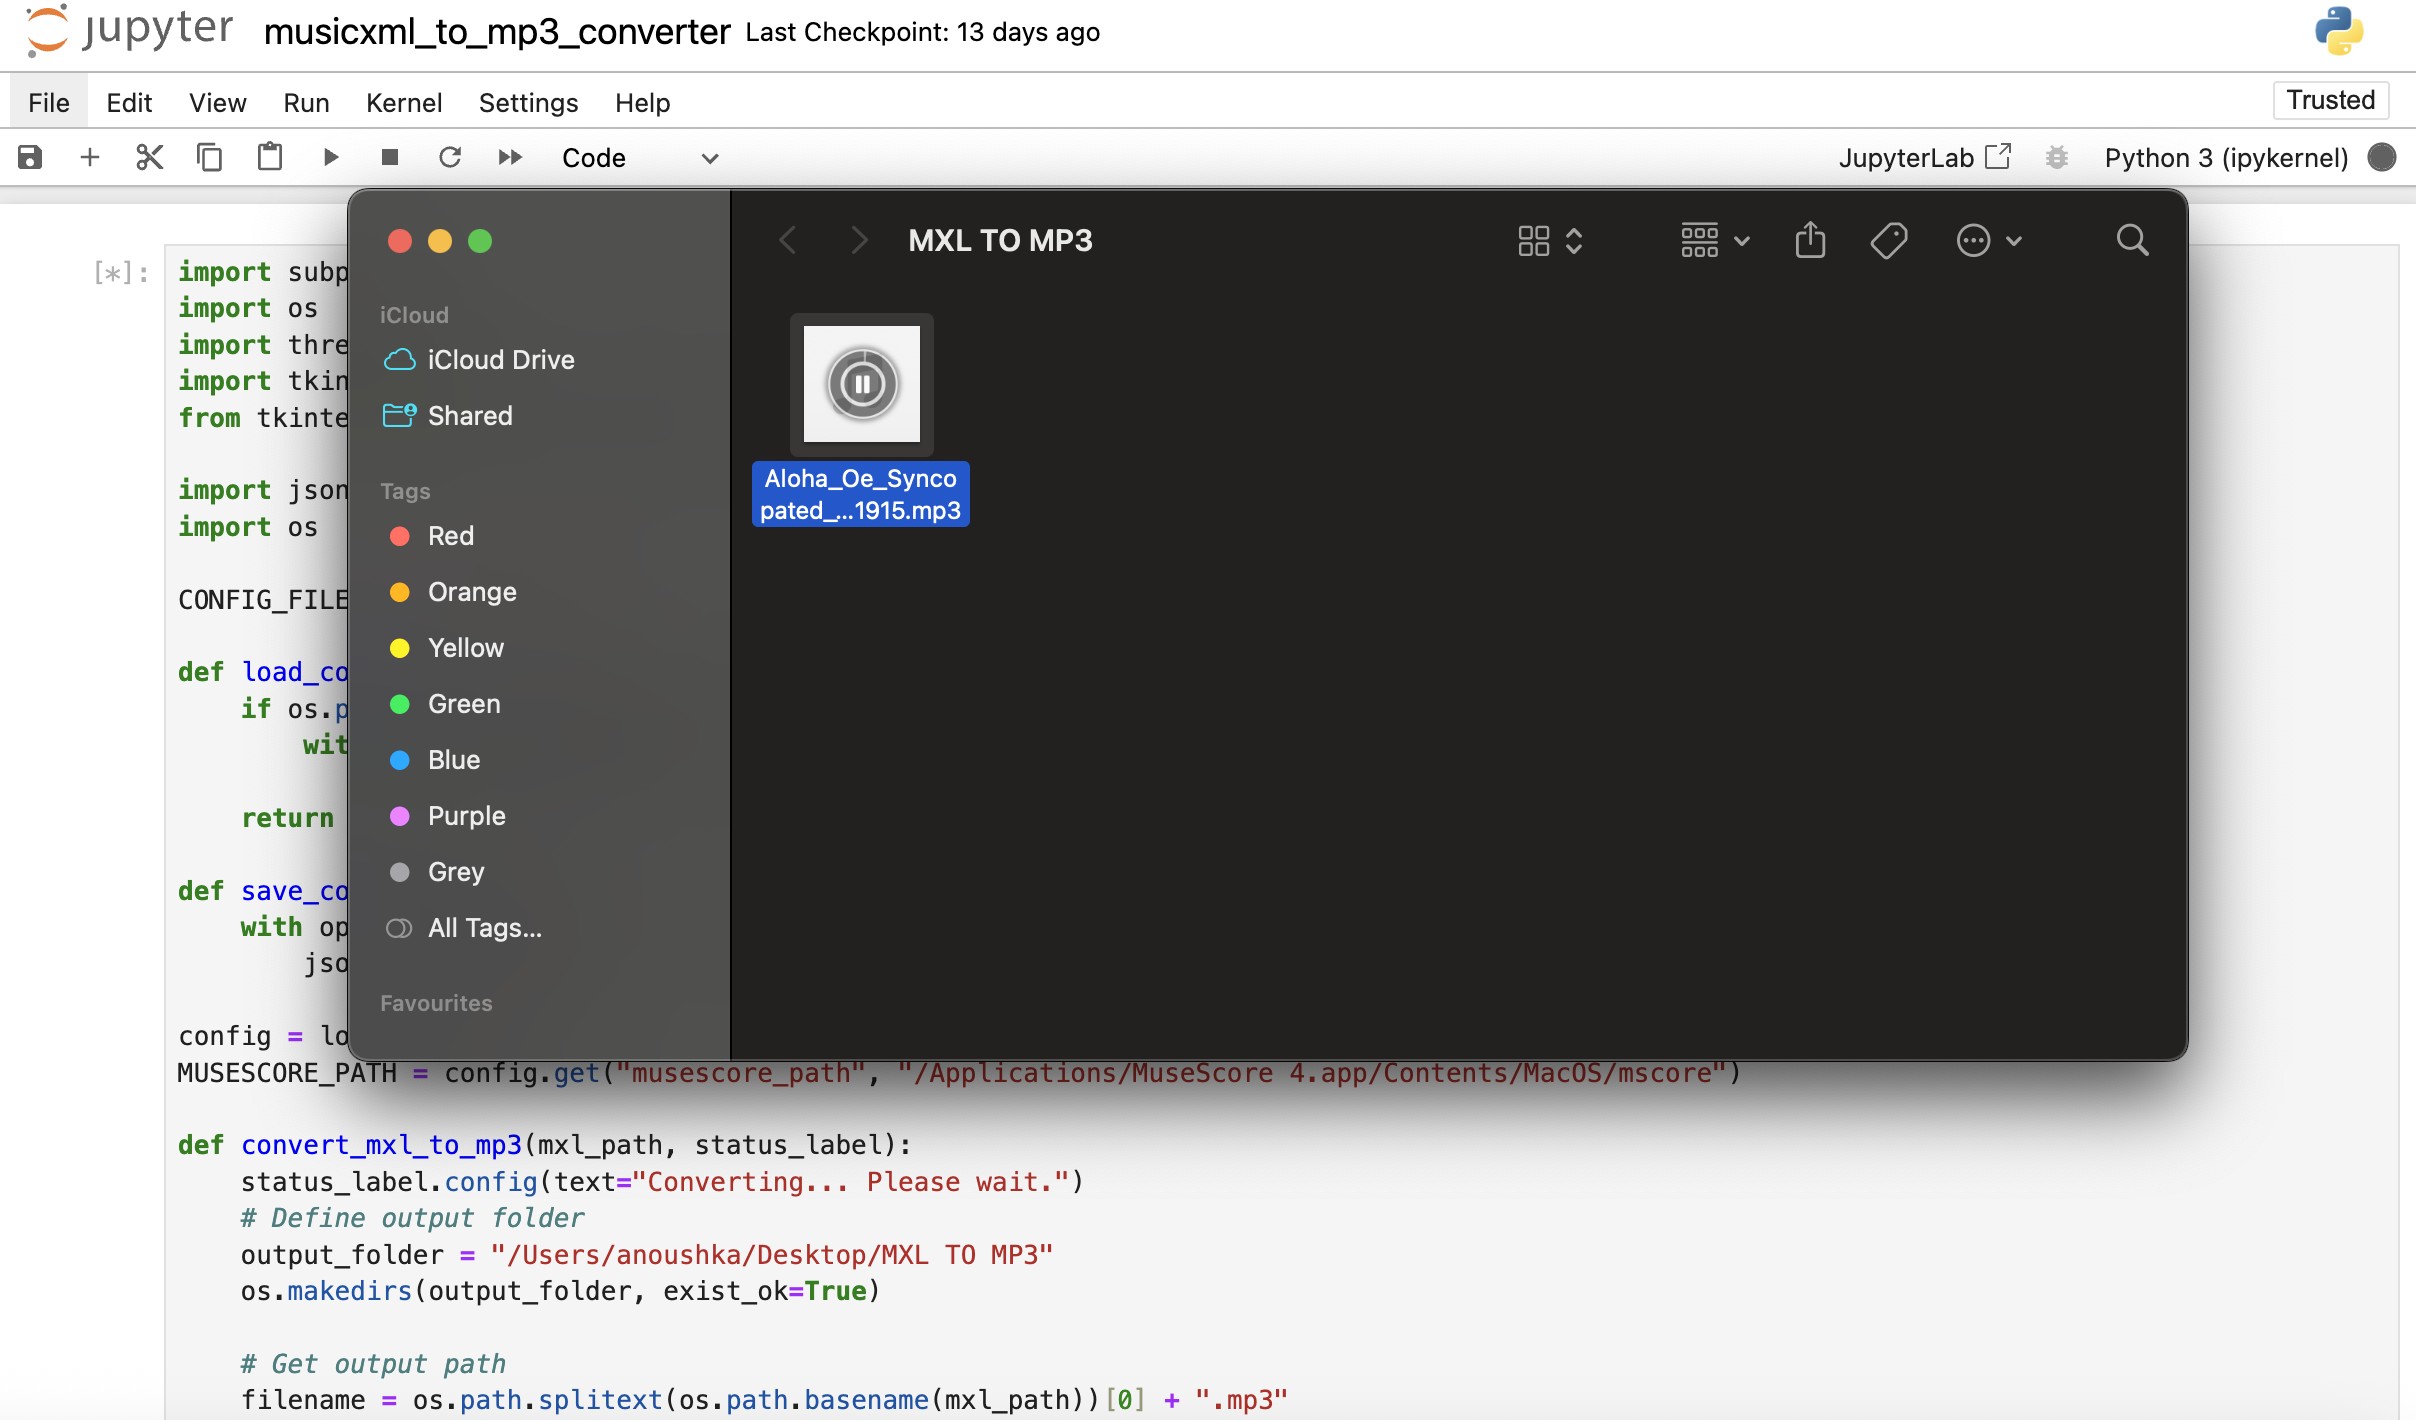 jupyter musicxml_to_mp3_converter Last Checkpoint: 13 days ago
File Edit View Run Kernel Settings Help Trusted
Code JupyterLab Python 3 (ipykernel)
MXL TO MP3
iCloud
iCloud Drive
Shared
Tags
Red
Orange
Yellow
Green
Blue
Purple
Grey
All Tags...
Favourites
Aloha_Oe_Synco
pated_...1915.mp3
[*]:
import subp
import os
import thre
import tkin
from tkinte
import json
import os
CONFIG_FILE
def load_co
if os.p
wit
return
def save_co
with op
jso
config = lo
MUSESCORE_PATH = config.get("musescore_path", "/Applications/MuseScore 4.app/Contents/MacOS/mscore")
def convert_mxl_to_mp3(mxl_path, status_label):
status_label.config(text="Converting... Please wait.")
# Define output folder
output_folder = "/Users/anoushka/Desktop/MXL TO MP3"
os.makedirs(output_folder, exist_ok=True)
# Get output path
filename = os.path.splitext(os.path.basename(mxl_path))[0] + ".mp3"